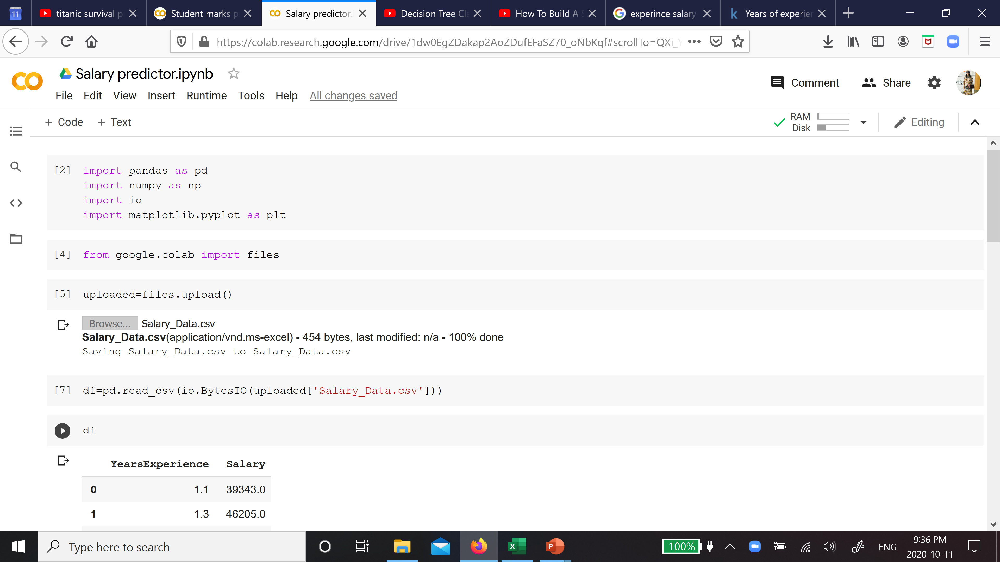 11
titanic survival p
Student marks p
Salary predictor.
Decision Tree Cla
How To Build A S
experince salary
Years of experien
https://colab.research.google.com/drive/1dw0EgZDakap2AoZDufEFaSZ70_oNbKqf#scrollTo=QXi_Y
Salary predictor.ipynb
Comment
Share
File Edit View Insert Runtime Tools Help All changes saved
+ Code + Text
RAM
Disk
Editing
[2] import pandas as pd
import numpy as np
import io
import matplotlib.pyplot as plt
[4] from google.colab import files
[5] uploaded=files.upload()
Browse... Salary_Data.csv
Salary_Data.csv(application/vnd.ms-excel) - 454 bytes, last modified: n/a - 100% done
Saving Salary_Data.csv to Salary_Data.csv
[7] df=pd.read_csv(io.BytesIO(uploaded['Salary_Data.csv']))
df
YearsExperience Salary
0 1.1 39343.0
1 1.3 46205.0
Type here to search
100%
ENG
9:36 PM
2020-10-11